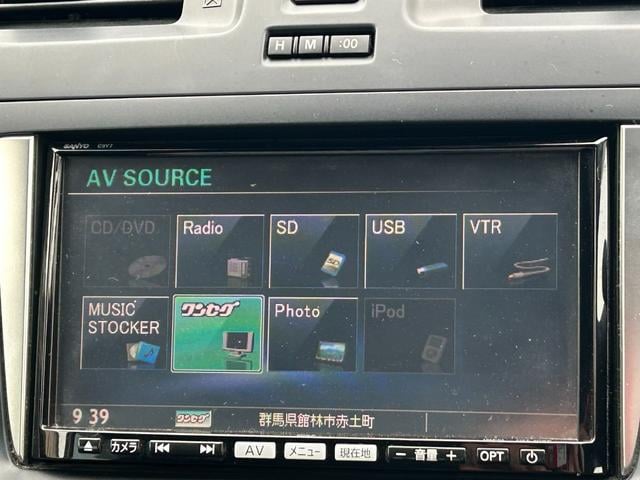 H M :00
SANYO
AV SOURCE
CD/DVD Radio SD USB VTR
SD
MUSIC STOCKER ワンセグ Photo iPod
9 39 ワンセグ 群馬県館林市赤土町
カメラ AV メニュー 現在地 − 音量 + OPT